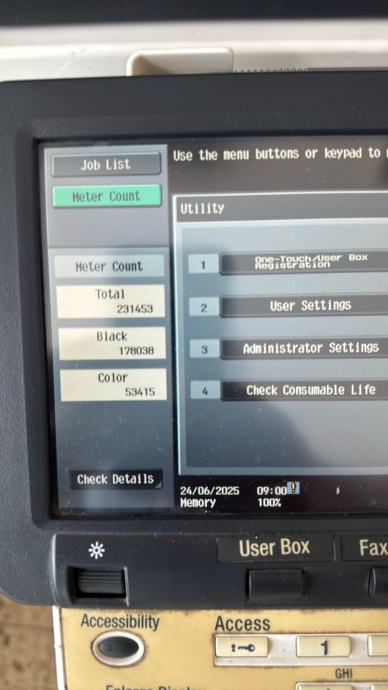 Job List
Use the menu buttons or keypad to
Meter Count
Utility
Meter Count
1 One-Touch/User Box
Registration
Total
231453
2 User Settings
Black
178038
3 Administrator Settings
Color
53415
4 Check Consumable Life
Check Details
24/06/2025 09:00
Memory 100%
User Box
Fax
Accessibility
Access
1
GHI